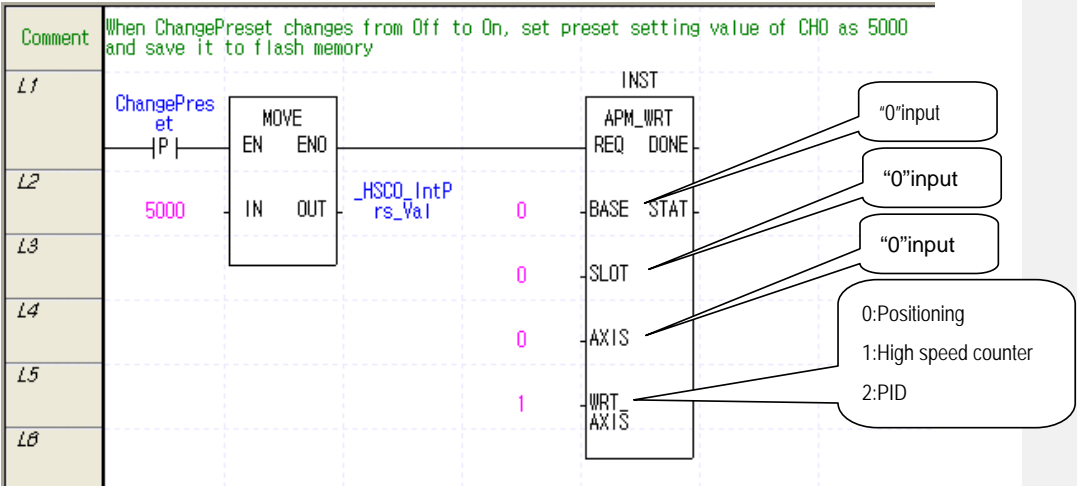 Comment
When ChangePreset changes from Off to On, set preset setting value of CH0 as 5000
and save it to flash memory
L1
INST
ChangePres
et
P
MOVE
EN ENO
APM_WRT
REQ DONE
"0"input
L2
5000
IN OUT
_HSC0_IntP
rs_Val
0
BASE STAT
"0"input
L3
0
SLOT
"0"input
L4
0
AXIS
0:Positioning
1:High speed counter
2:PID
L5
1
WRT_
AXIS
L6